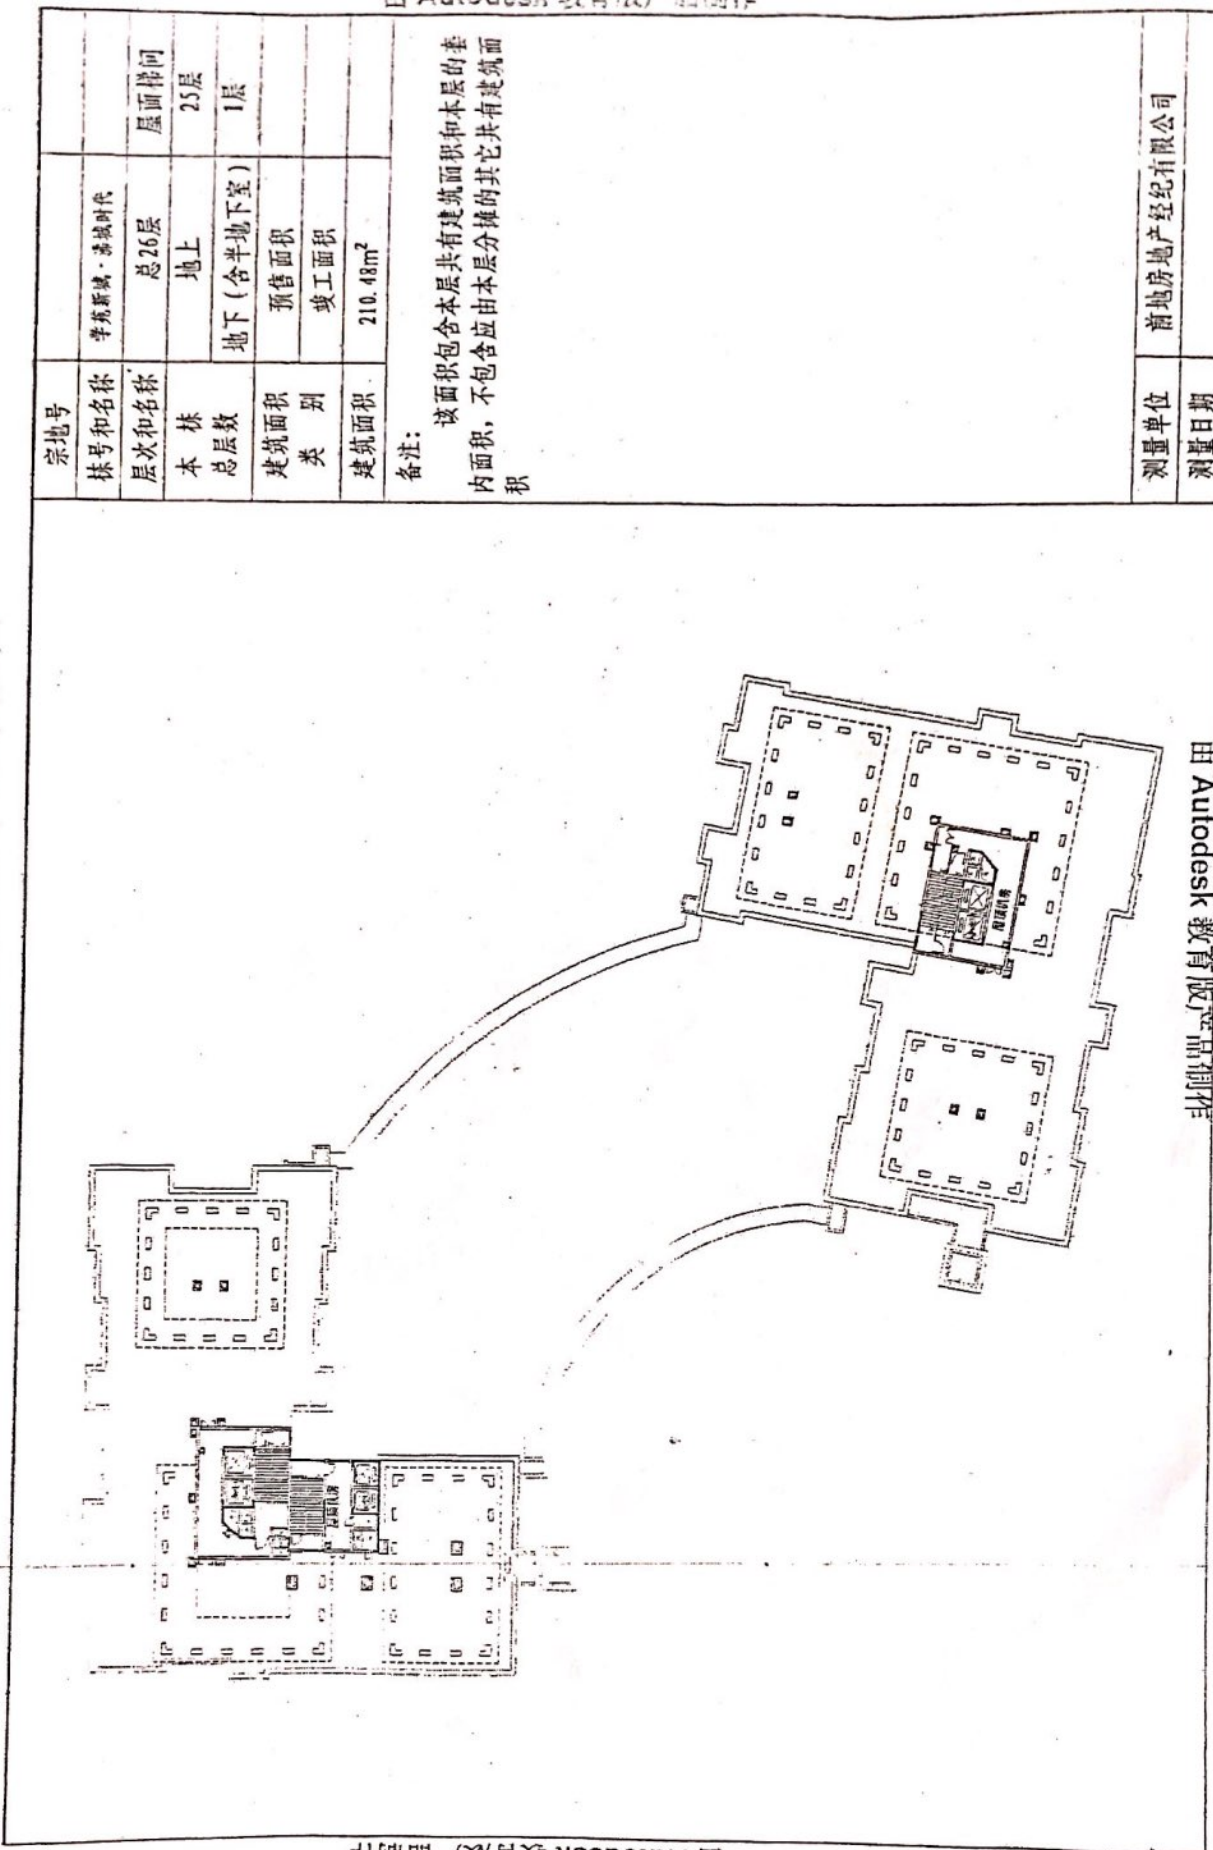 宗地号
栋号和名称 学苑新城·
层次和名称 总26层 屋面梯间
本栋总层数 地上 25层
地下(含半地下室) 1层
建筑面积类别 预售面积
竣工面积
建筑面积 210.48m²
备注:
该面积包含本层共有建筑面积和本层的套
内面积,不包含应由本层分摊的其它共有建筑面
积
测量单位 前地房地产经纪有限公司
测量日期
由 Autodesk 教育版产品制作